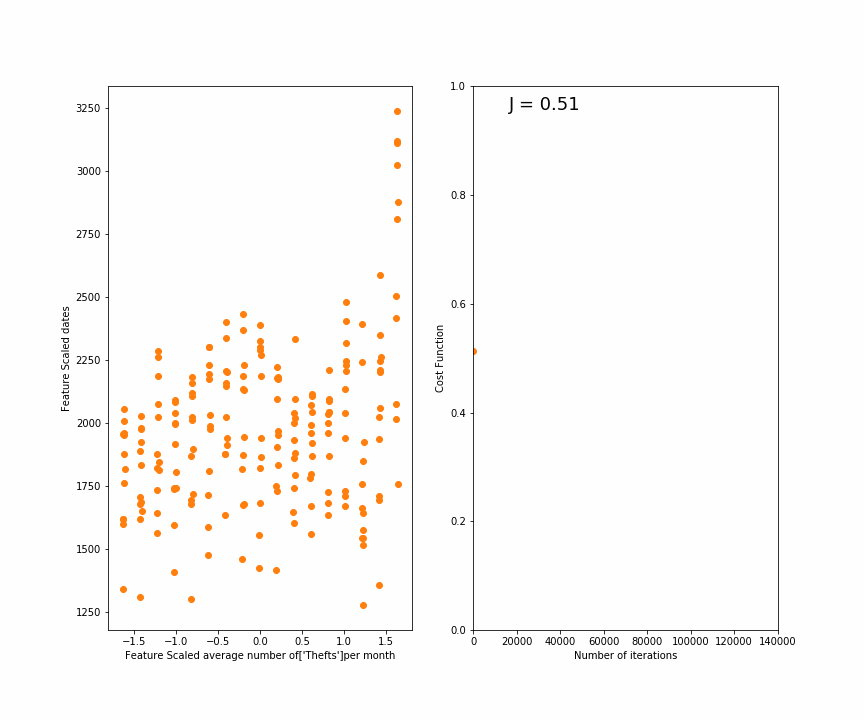 3250
3000
2750
2500
2250
2000
1750
1500
1250
−1.5 −1.0 −0.5 0.0 0.5 1.0 1.5
Feature Scaled dates
Feature Scaled average number of['Thefts']per month
J = 0.51
1.0
0.8
0.6
0.4
0.2
0.0
0 20000 40000 60000 80000 100000 120000 140000
Cost Function
Number of iterations